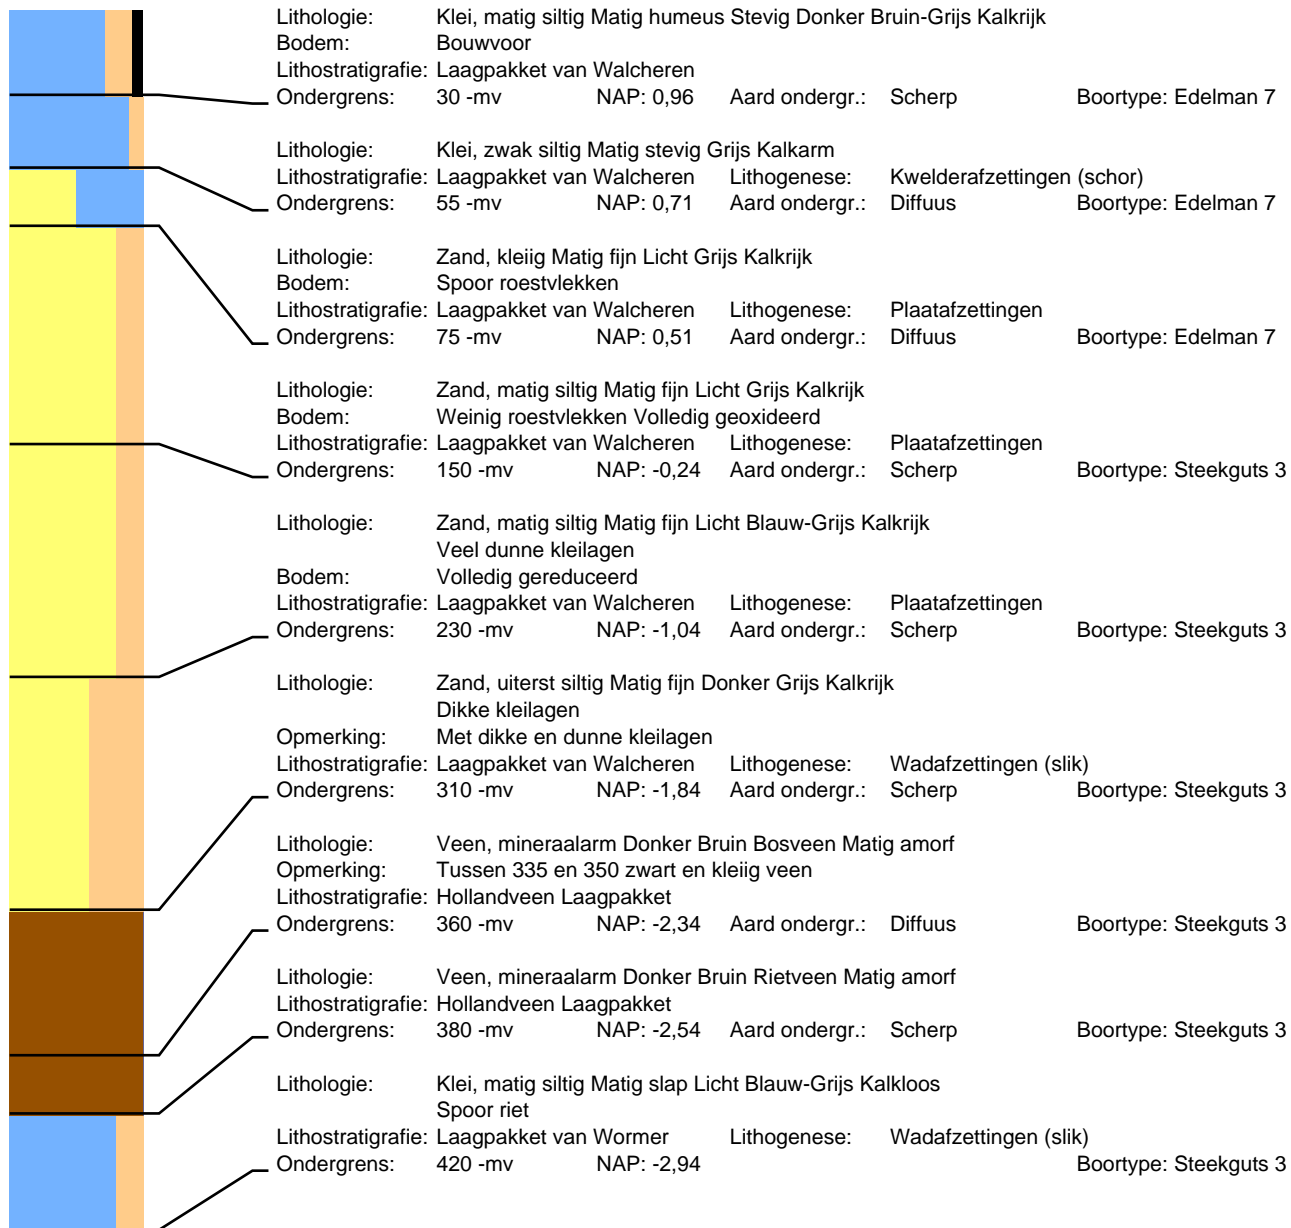 Lithologie: Klei, matig siltig Matig humeus Stevig Donker Bruin-Grijs Kalkrijk
Bodem: Bouwvoor
Lithostratigrafie: Laagpakket van Walcheren
Ondergrens: 30 -mv NAP: 0,96 Aard ondergr.: Scherp Boortype: Edelman 7
Lithologie: Klei, zwak siltig Matig stevig Grijs Kalkarm
Lithostratigrafie: Laagpakket van Walcheren Lithogenese: Kwelderafzettingen (schor)
Ondergrens: 55 -mv NAP: 0,71 Aard ondergr.: Diffuus Boortype: Edelman 7
Lithologie: Zand, kleiig Matig fijn Licht Grijs Kalkrijk
Bodem: Spoor roestvlekken
Lithostratigrafie: Laagpakket van Walcheren Lithogenese: Plaatafzettingen
Ondergrens: 75 -mv NAP: 0,51 Aard ondergr.: Diffuus Boortype: Edelman 7
Lithologie: Zand, matig siltig Matig fijn Licht Grijs Kalkrijk
Bodem: Weinig roestvlekken Volledig geoxideerd
Lithostratigrafie: Laagpakket van Walcheren Lithogenese: Plaatafzettingen
Ondergrens: 150 -mv NAP: -0,24 Aard ondergr.: Scherp Boortype: Steekguts 3
Lithologie: Zand, matig siltig Matig fijn Licht Blauw-Grijs Kalkrijk
Veel dunne kleilagen
Bodem: Volledig gereduceerd
Lithostratigrafie: Laagpakket van Walcheren Lithogenese: Plaatafzettingen
Ondergrens: 230 -mv NAP: -1,04 Aard ondergr.: Scherp Boortype: Steekguts 3
Lithologie: Zand, uiterst siltig Matig fijn Donker Grijs Kalkrijk
Dikke kleilagen
Opmerking: Met dikke en dunne kleilagen
Lithostratigrafie: Laagpakket van Walcheren Lithogenese: Wadafzettingen (slik)
Ondergrens: 310 -mv NAP: -1,84 Aard ondergr.: Scherp Boortype: Steekguts 3
Lithologie: Veen, mineraalarm Donker Bruin Bosveen Matig amorf
Opmerking: Tussen 335 en 350 zwart en kleiig veen
Lithostratigrafie: Hollandveen Laagpakket
Ondergrens: 360 -mv NAP: -2,34 Aard ondergr.: Diffuus Boortype: Steekguts 3
Lithologie: Veen, mineraalarm Donker Bruin Rietveen Matig amorf
Lithostratigrafie: Hollandveen Laagpakket
Ondergrens: 380 -mv NAP: -2,54 Aard ondergr.: Scherp Boortype: Steekguts 3
Lithologie: Klei, matig siltig Matig slap Licht Blauw-Grijs Kalkloos
Spoor riet
Lithostratigrafie: Laagpakket van Wormer Lithogenese: Wadafzettingen (slik)
Ondergrens: 420 -mv NAP: -2,94 Boortype: Steekguts 3